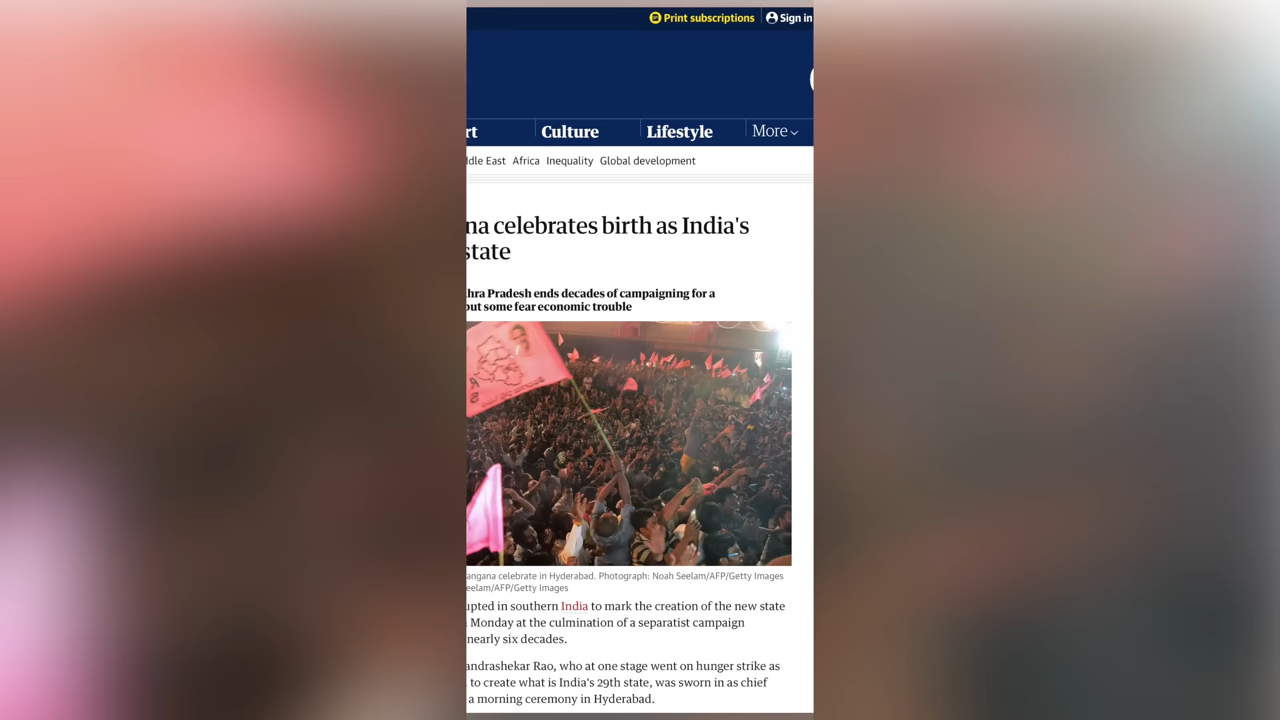 Print subscriptions
Sign in
rt
Culture
Lifestyle
More
ddle East
Africa
Inequality
Global development
na celebrates birth as India's
state
hra Pradesh ends decades of campaigning for a
but some fear economic trouble
angana celebrate in Hyderabad. Photograph: Noah Seelam/AFP/Getty Images
eelam/AFP/Getty Images
upted in southern India to mark the creation of the new state
Monday at the culmination of a separatist campaign
nearly six decades.
andrashekar Rao, who at one stage went on hunger strike as
to create what is India's 29th state, was sworn in as chief
a morning ceremony in Hyderabad.